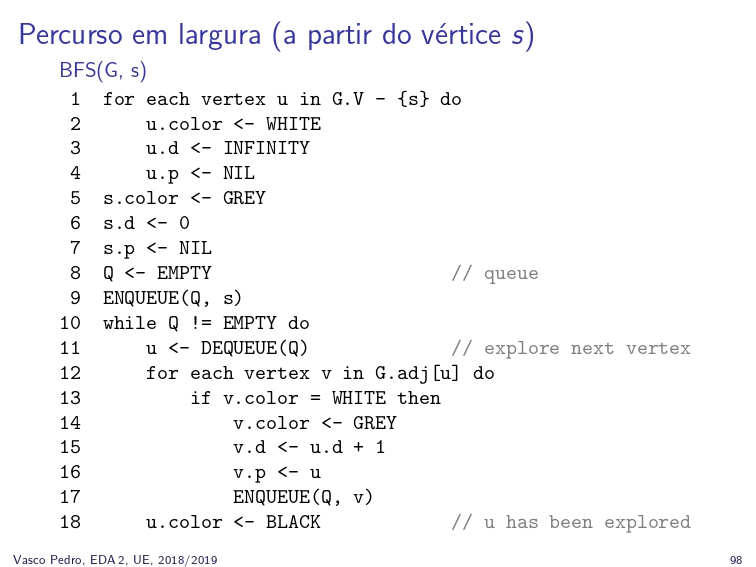 Percurso em largura (a partir do vértice s)
BFS(G, s)
1 for each vertex u in G.V - {s} do
2 u.color <- WHITE
3 u.d <- INFINITY
4 u.p <- NIL
5 s.color <- GREY
6 s.d <- 0
7 s.p <- NIL
8 Q <- EMPTY // queue
9 ENQUEUE(Q, s)
10 while Q != EMPTY do
11 u <- DEQUEUE(Q) // explore next vertex
12 for each vertex v in G.adj[u] do
13 if v.color = WHITE then
14 v.color <- GREY
15 v.d <- u.d + 1
16 v.p <- u
17 ENQUEUE(Q, v)
18 u.color <- BLACK // u has been explored
Vasco Pedro, EDA 2, UE, 2018/2019 98